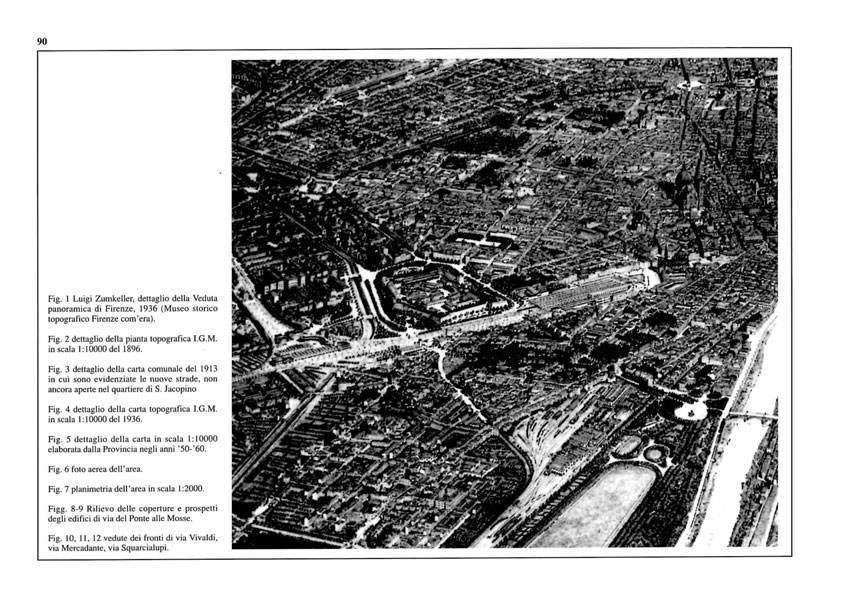 90
Fig. 1 Luigi Zumkeller, dettaglio della Veduta
panoramica di Firenze, 1936 (Museo storico
topografico Firenze com'era).
Fig. 2 dettaglio della pianta topografica I.G.M.
in scala 1:10000 del 1896.
Fig. 3 dettaglio della carta comunale del 1913
in cui sono evidenziate le nuove strade, non
ancora aperte nel quartiere di S. Jacopino
Fig. 4 dettaglio della carta topografica I.G.M.
in scala 1:10000 del 1936.
Fig. 5 dettaglio della carta in scala 1:10000
elaborata dalla Provincia negli anni '50-'60.
Fig. 6 foto aerea dell'area.
Fig. 7 planimetria dell'area in scala 1:2000.
Figg. 8-9 Rilievo delle coperture e prospetti
degli edifici di via del Ponte alle Mosse.
Fig. 10, 11, 12 vedute dei fronti di via Vivaldi,
via Mercadante, via Squarcialupi.